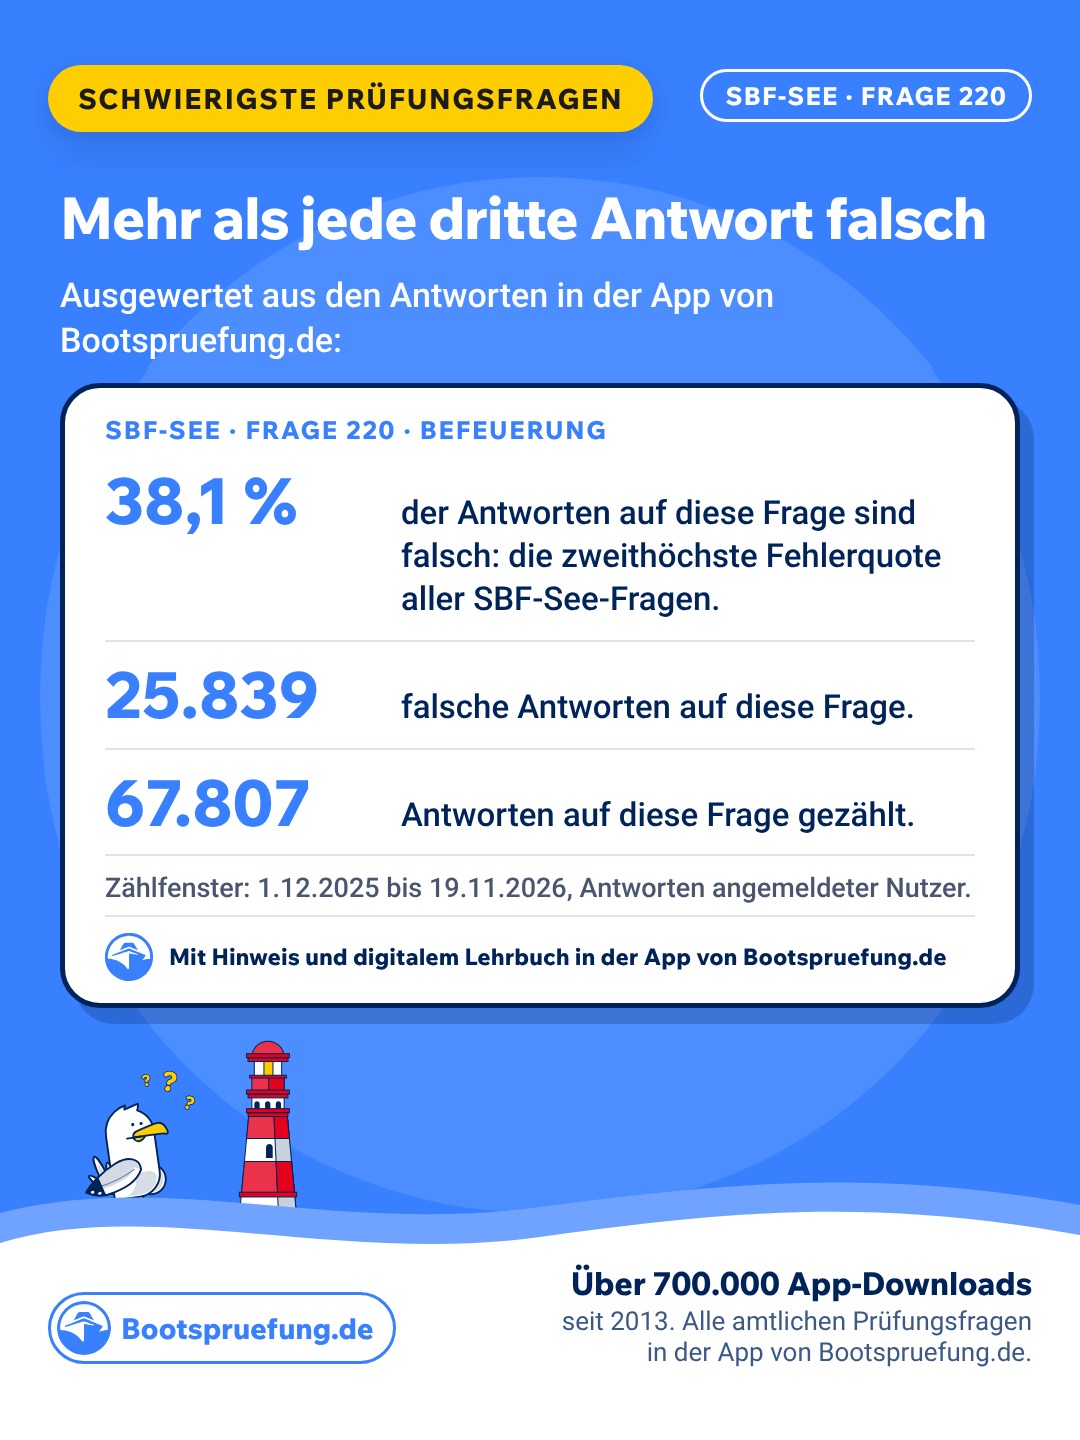 SCHWIERIGSTE PRÜFUNGSFRAGEN
SBF-SEE · FRAGE 220
Mehr als jede dritte Antwort falsch
Ausgewertet aus den Antworten in der App von
Bootspruefung.de:
SBF-SEE · FRAGE 220 · BEFEUERUNG
38,1 %
der Antworten auf diese Frage sind
falsch: die zweithöchste Fehlerquote
aller SBF-See-Fragen.
25.839
falsche Antworten auf diese Frage.
67.807
Antworten auf diese Frage gezählt.
Zählfenster: 1.12.2025 bis 19.11.2026, Antworten angemeldeter Nutzer.
Mit Hinweis und digitalem Lehrbuch in der App von Bootspruefung.de
? ? ?
Bootspruefung.de
Über 700.000 App-Downloads
seit 2013. Alle amtlichen Prüfungsfragen
in der App von Bootspruefung.de.